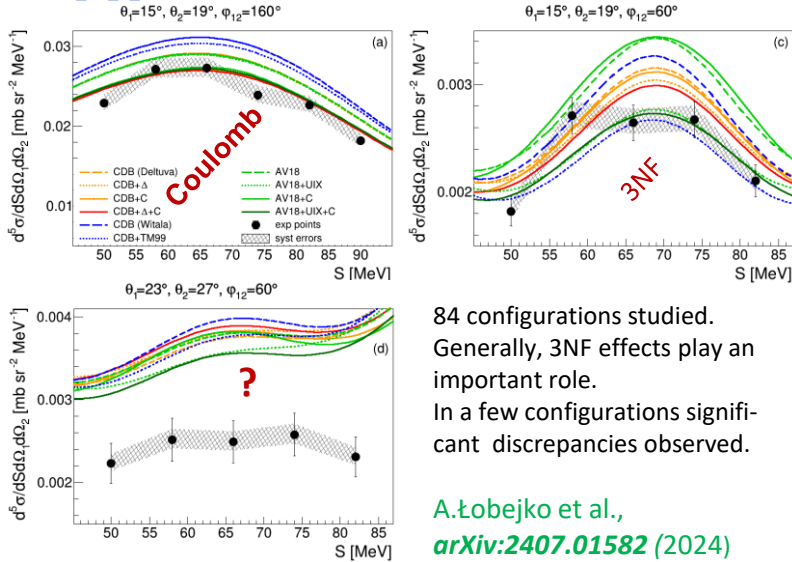 θ₁=15°, θ₂=19°, φ₁₂=160°
d⁵σ/dSdΩ₁dΩ₂ [mb sr⁻² MeV⁻¹]
(a)
0.03
0.02
0.01
Coulomb
CDB (Deltuva)
CDB+Δ
CDB+C
CDB+Δ+C
CDB (Witala)
CDB+TM99
AV18
AV18+UIX
AV18+C
AV18+UIX+C
exp points
syst errors
50 55 60 65 70 75 80 85 90 95
S [MeV]
θ₁=15°, θ₂=19°, φ₁₂=60°
d⁵σ/dSdΩ₁dΩ₂ [mb sr⁻² MeV⁻¹]
(c)
0.003
0.002
3NF
50 55 60 65 70 75 80 85
S [MeV]
θ₁=23°, θ₂=27°, φ₁₂=60°
d⁵σ/dSdΩ₁dΩ₂ [mb sr⁻² MeV⁻¹]
(d)
0.004
0.003
0.002
?
50 55 60 65 70 75 80 85
S [MeV]
84 configurations studied.
Generally, 3NF effects play an
important role.
In a few configurations signifi-
cant discrepancies observed.
A.Łobejko et al.,
arXiv:2407.01582 (2024)